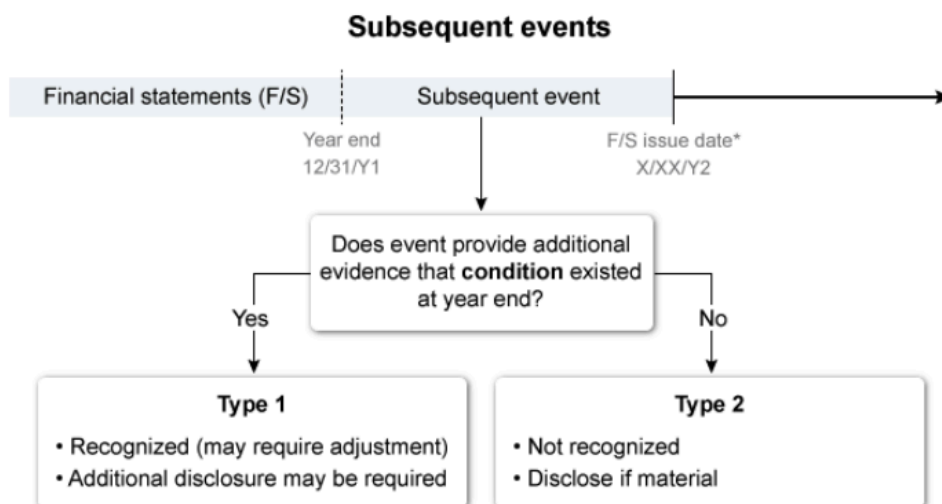 Subsequent events
Financial statements (F/S)
Subsequent event
Year end
12/31/Y1
F/S issue date*
X/XX/Y2
Does event provide additional
evidence that condition existed
at year end?
Yes
No
Type 1
• Recognized (may require adjustment)
• Additional disclosure may be required
Type 2
• Not recognized
• Disclose if material